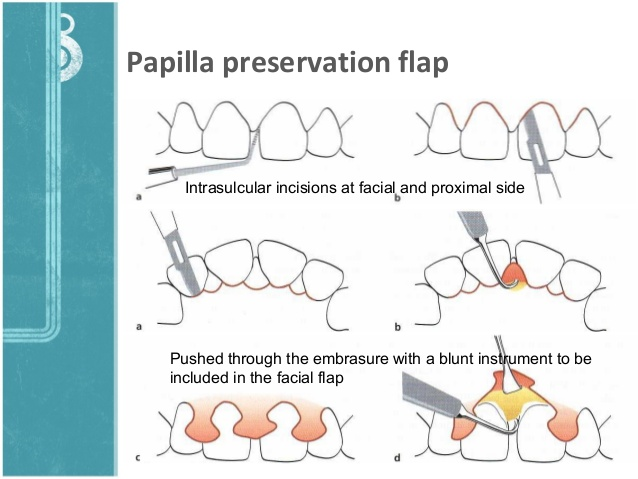 Papilla preservation flap
Intrasulcular incisions at facial and proximal side
a
b
a
b
Pushed through the embrasure with a blunt instrument to be
included in the facial flap
c
d